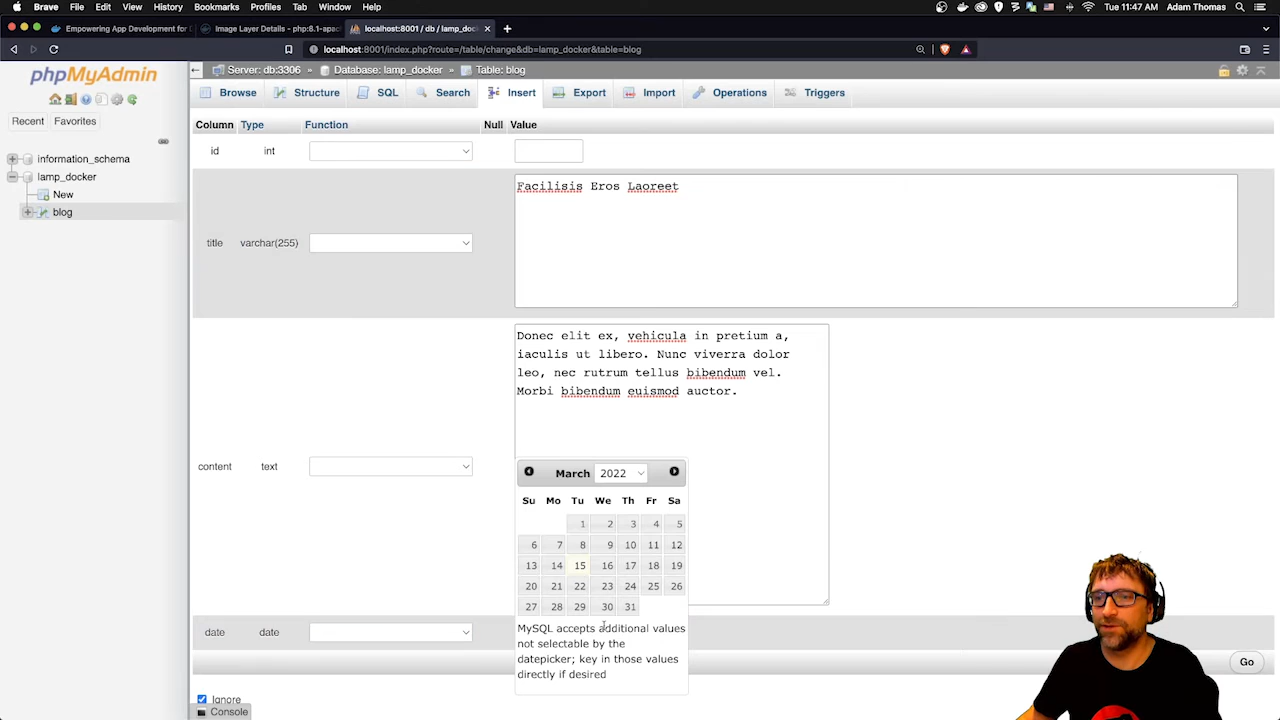 Brave File Edit View History Bookmarks Profiles Tab Window Help
Tue 11:47 AM Adam Thomas
Empowering App Development for D
Image Layer Details - php:8.1-apac
localhost:8001 / db / lamp_docker
localhost:8001/index.php?route=/table/change&db=lamp_docker&table=blog
phpMyAdmin
Recent Favorites
information_schema
lamp_docker
New
blog
Server: db:3306 » Database: lamp_docker » Table: blog
Browse Structure SQL Search Insert Export Import Operations Triggers
Column Type Function Null Value
id int
title varchar(255)
Facilisis Eros Laoreet
content text
Donec elit ex, vehicula in pretium a,
iaculis ut libero. Nunc viverra dolor
leo, nec rutrum tellus bibendum vel.
Morbi bibendum euismod auctor.
March 2022
Su Mo Tu We Th Fr Sa
1 2 3 4 5
6 7 8 9 10 11 12
13 14 15 16 17 18 19
20 21 22 23 24 25 26
27 28 29 30 31
MySQL accepts additional values
not selectable by the
datepicker; key in those values
directly if desired
date date
Go
Ignore
Console